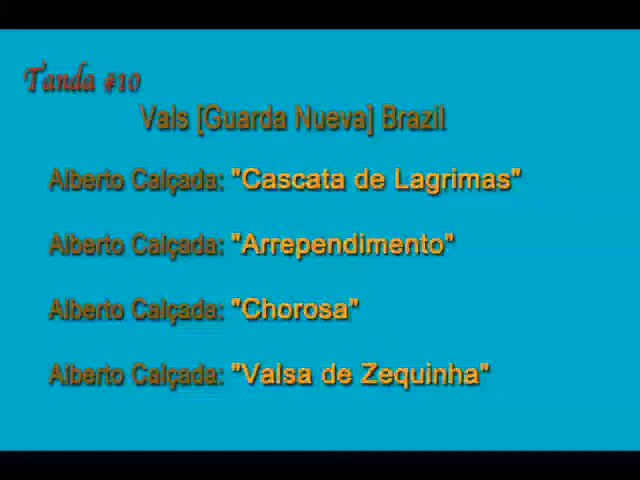 Tanda #10
Vals [Guarda Nueva] Brazil
Alberto Calçada: "Cascata de Lagrimas"
Alberto Calçada: "Arrependimento"
Alberto Calçada: "Chorosa"
Alberto Calçada: "Valsa de Zequinha"